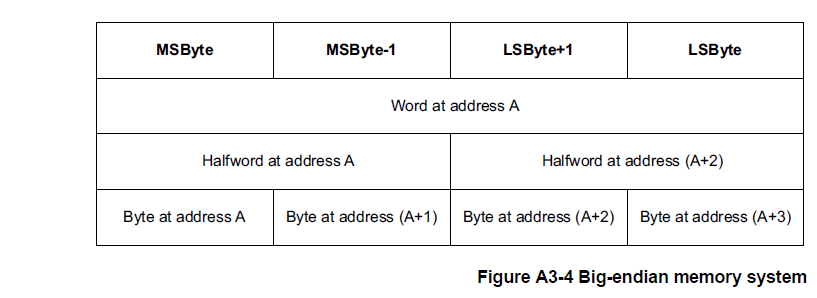 MSByte MSByte-1 LSByte+1 LSByte
Word at address A
Halfword at address A Halfword at address (A+2)
Byte at address A Byte at address (A+1) Byte at address (A+2) Byte at address (A+3)
Figure A3-4 Big-endian memory system